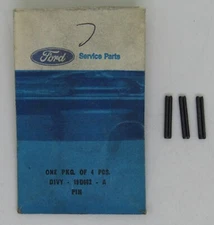 Ford
Service Parts
ONE PKG. OF 4 PCS.
PIN